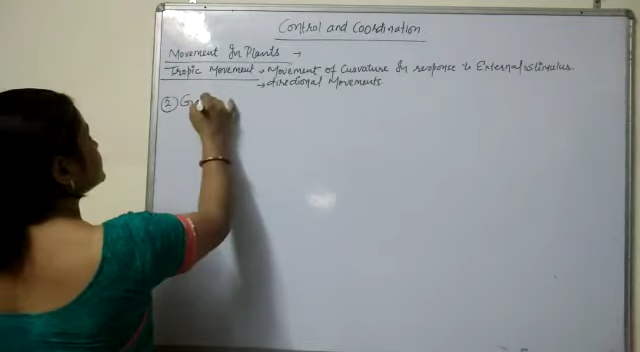 Control and Coordination
Movement In Plants →
Tropic Movement → Movement of Curvature In response to External Stimulus.
→ directional Movements
② G